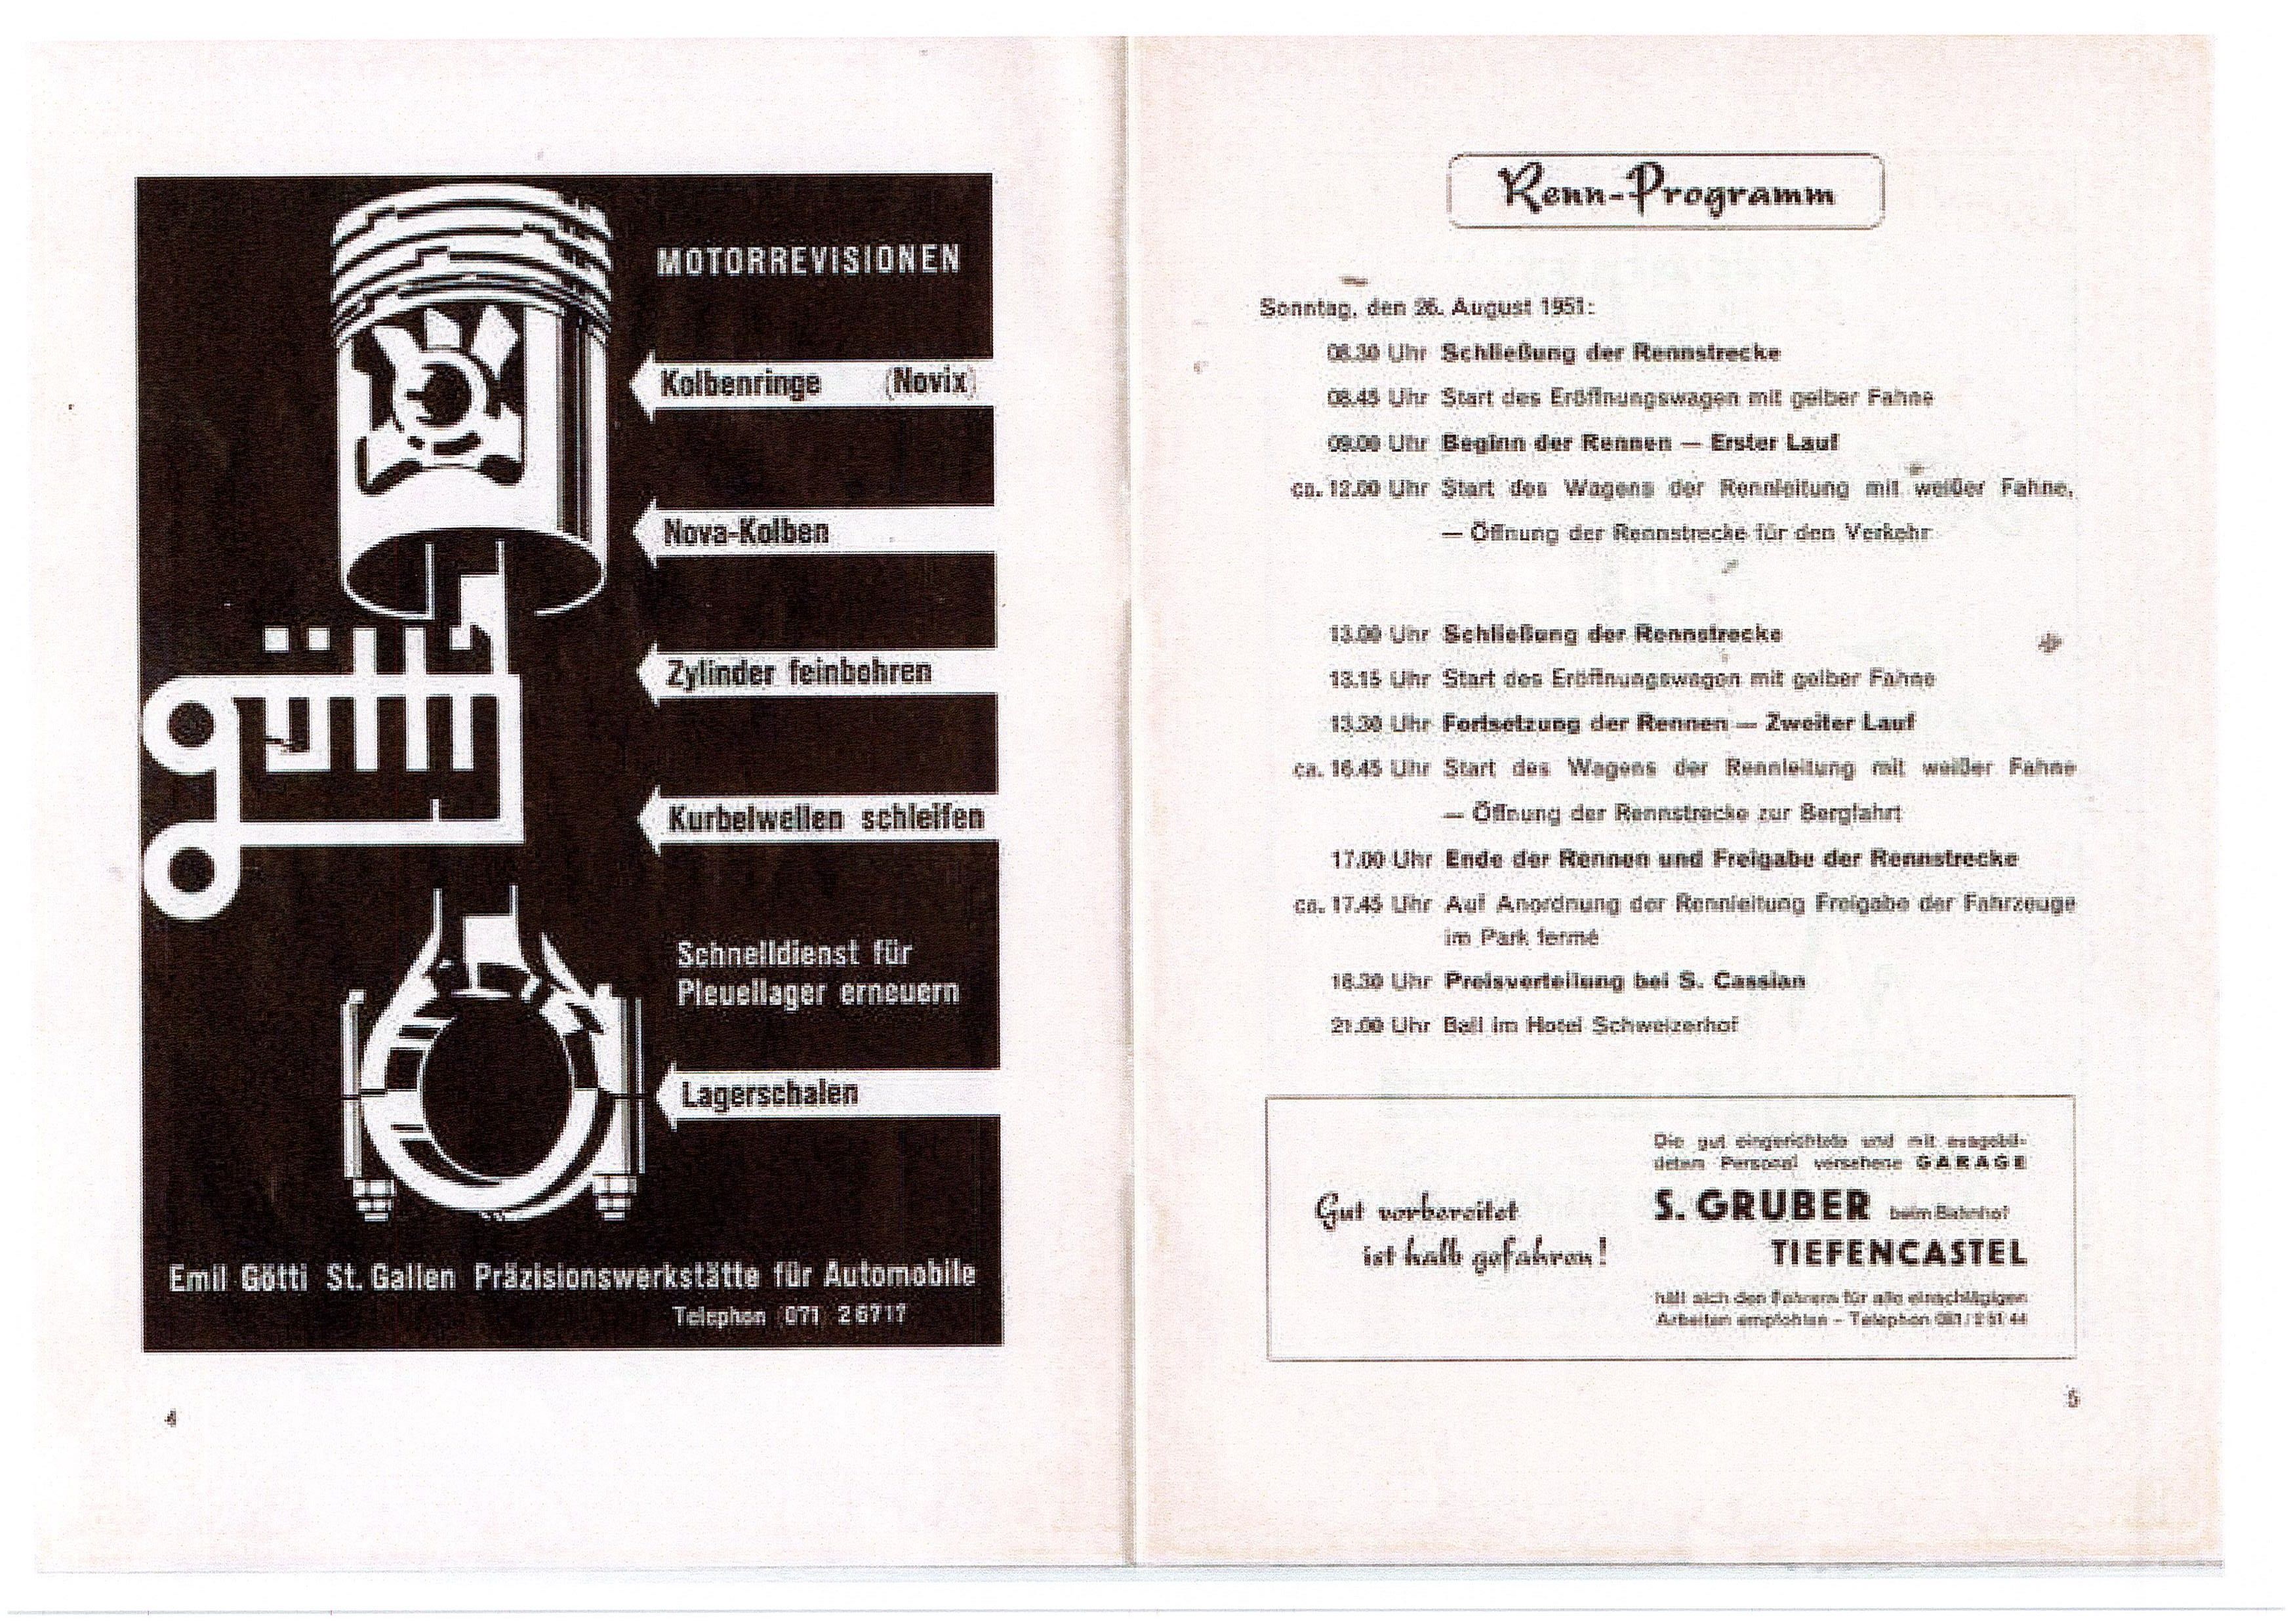 MOTORREVISIONEN
Kolbenringe (Novix)
Nova-Kolben
götti
Zylinder feinbohren
Kurbelwellen schleifen
Schnelldienst für
Pleuellager erneuern
Lagerschalen
Emil Götti St. Gallen Präzisionswerkstätte für Automobile
Telephon 071 2 67 17
4
Renn-Programm
Sonntag, den 26. August 1951:
08.30 Uhr Schließung der Rennstrecke
08.45 Uhr Start des Eröffnungswagen mit gelber Fahne
09.00 Uhr Beginn der Rennen — Erster Lauf
ca. 12.00 Uhr Start des Wagens der Rennleitung mit weißer Fahne,
— Öffnung der Rennstrecke für den Verkehr
13.00 Uhr Schließung der Rennstrecke
13.15 Uhr Start des Eröffnungswagen mit gelber Fahne
13.30 Uhr Fortsetzung der Rennen — Zweiter Lauf
ca. 16.45 Uhr Start des Wagens der Rennleitung mit weißer Fahne
— Öffnung der Rennstrecke zur Bergfahrt
17.00 Uhr Ende der Rennen und Freigabe der Rennstrecke
ca. 17.45 Uhr Auf Anordnung der Rennleitung Freigabe der Fahrzeuge
im Park fermé
18.30 Uhr Preisverteilung bei S. Cassian
21.00 Uhr Ball im Hotel Schweizerhof
Gut vorbereitet
ist halb gefahren!
Die gut eingerichtete und mit ausgebil-
detem Personal versehene GARAGE
S. GRUBER beim Bahnhof
TIEFENCASTEL
hält sich den Fahrern für alle einschlägigen
Arbeiten empfohlen – Telephon
5